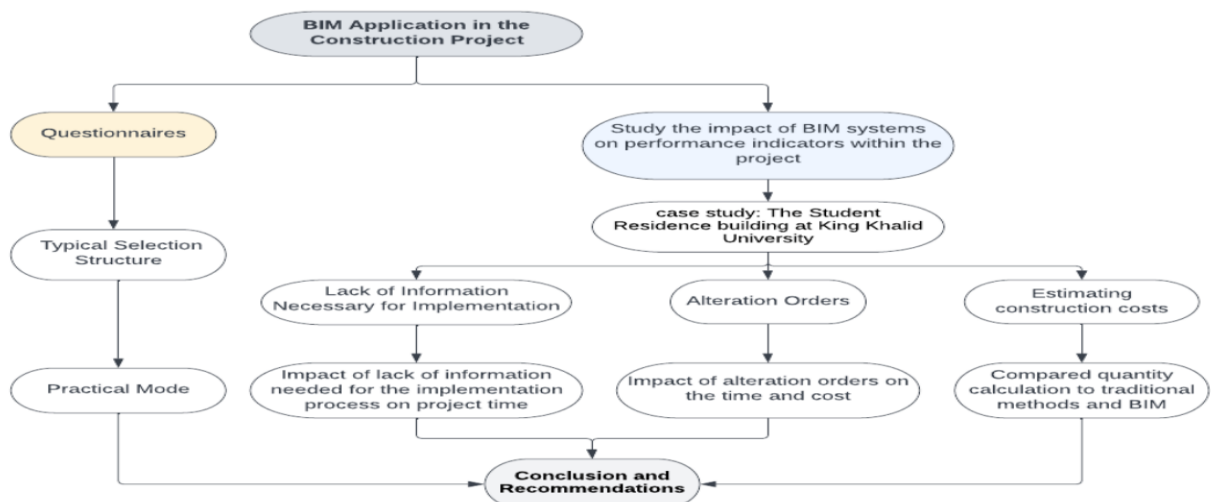 BIM Application in the
Construction Project
Questionnaires
Study the impact of BIM systems
on performance indicators within the
project
case study: The Student
Residence building at King Khalid
University
Typical Selection
Structure
Lack of Information
Necessary for Implementation
Alteration Orders
Estimating
construction costs
Practical Mode
Impact of lack of information
needed for the implementation
process on project time
Impact of alteration orders on
the time and cost
Compared quantity
calculation to traditional
methods and BIM
Conclusion and
Recommendations